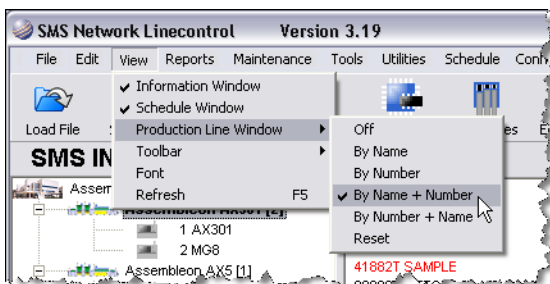 SMS Network Linecontrol Version 3.19
File Edit View Reports Maintenance Tools Utilities Schedule
Information Window
Schedule Window
Production Line Window
Toolbar
Font
Refresh F5
Off
By Name
By Number
By Name + Number
By Number + Name
Reset
Load File
SMS IN
Assem
[2]
1 AX301
2 MG8
Assembleon AX5 [1]
41882T SAMPLE